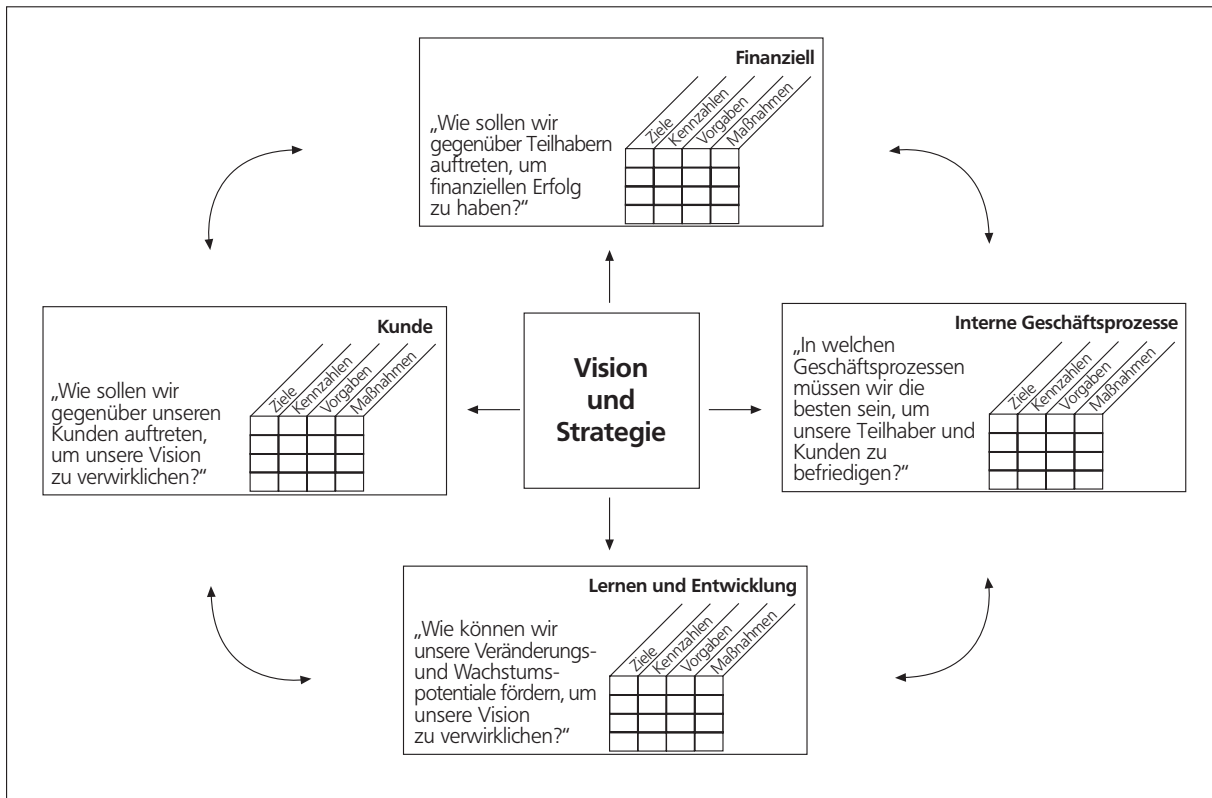 Finanziell
„Wie sollen wir
gegenüber Teilhabern
auftreten, um
finanziellen Erfolg
zu haben?“
Ziele
Kennzahlen
Vorgaben
Maßnahmen
Kunde
„Wie sollen wir
gegenüber unseren
Kunden auftreten,
um unsere Vision
zu verwirklichen?“
Ziele
Kennzahlen
Vorgaben
Maßnahmen
Vision
und
Strategie
Interne Geschäftsprozesse
„In welchen
Geschäftsprozessen
müssen wir die
besten sein, um
unsere Teilhaber und
Kunden zu
befriedigen?“
Ziele
Kennzahlen
Vorgaben
Maßnahmen
Lernen und Entwicklung
„Wie können wir
unsere Veränderungs-
und Wachstums-
potentiale fördern, um
unsere Vision
zu verwirklichen?“
Ziele
Kennzahlen
Vorgaben
Maßnahmen